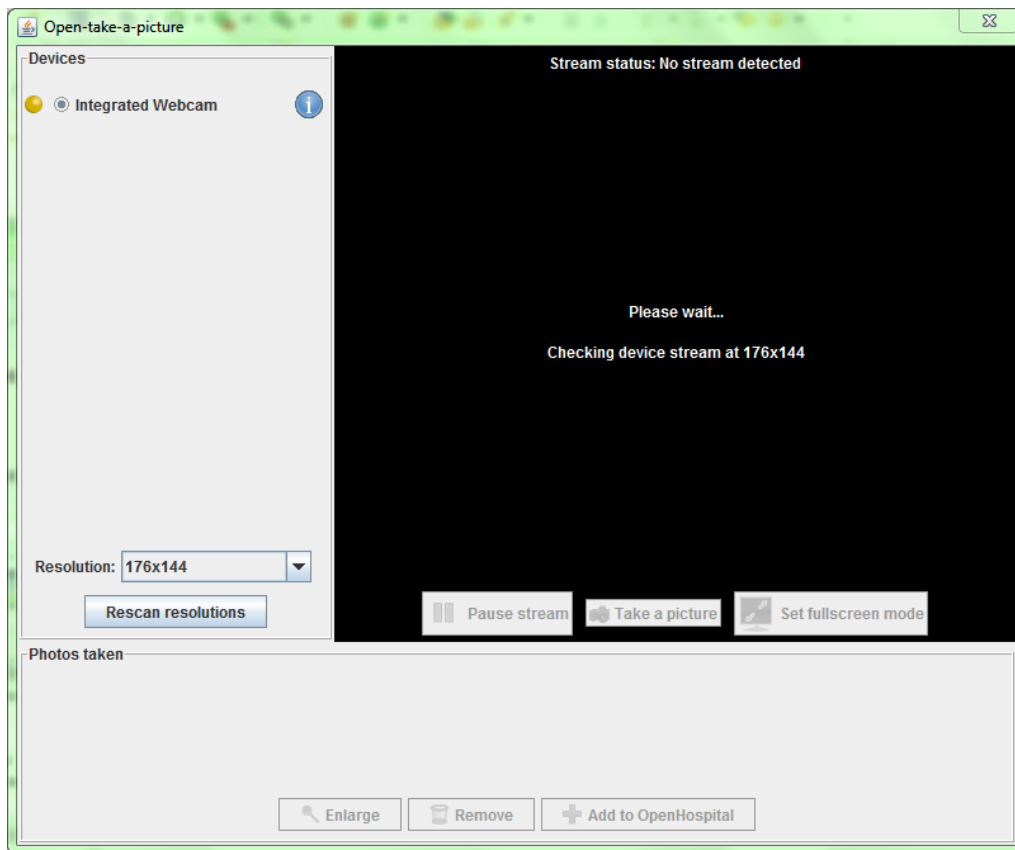 Open-take-a-picture
Devices
Integrated Webcam
i
Resolution: 176x144
Rescan resolutions
Stream status: No stream detected
Please wait...
Checking device stream at 176x144
Pause stream
Take a picture
Set fullscreen mode
Photos taken
Enlarge
Remove
Add to OpenHospital